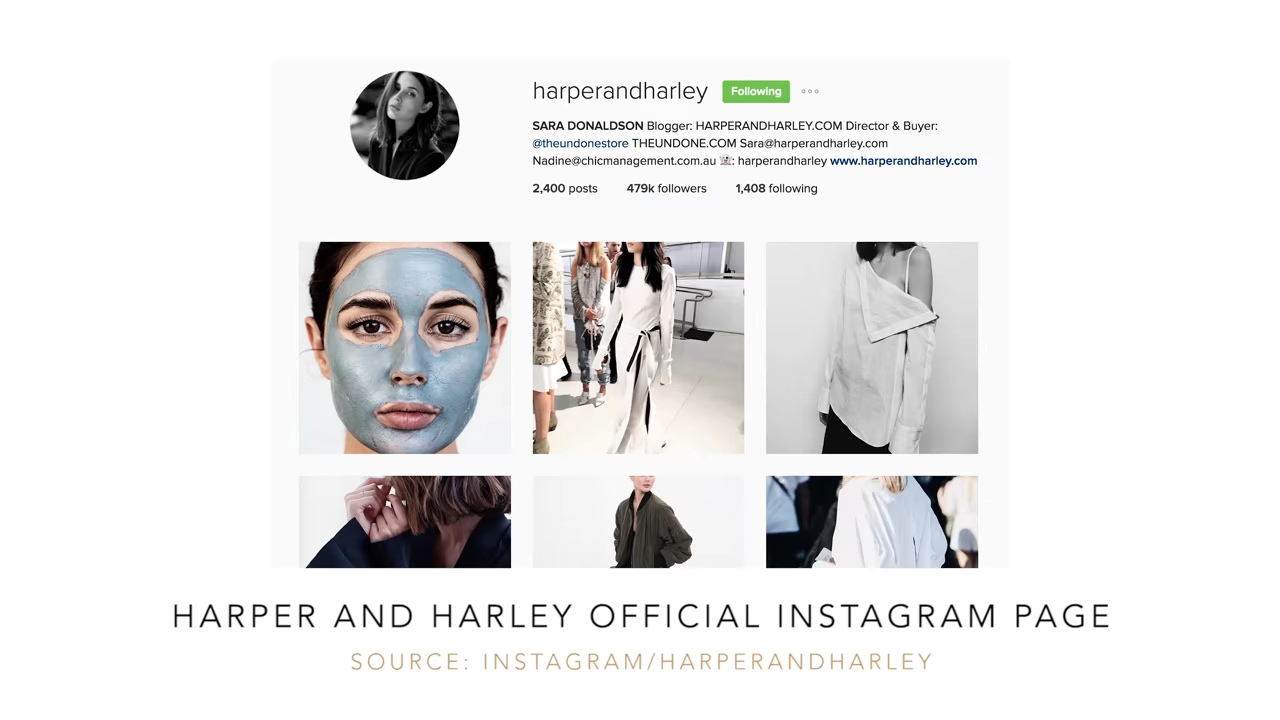 harperandharley Following
SARA DONALDSON Blogger: HARPERANDHARLEY.COM Director & Buyer:
@theundonestore THEUNDONE.COM Sara@harperandharley.com
Nadine@chicmanagement.com.au : harperandharley www.harperandharley.com
2,400 posts 479k followers 1,408 following
HARPER AND HARLEY OFFICIAL INSTAGRAM PAGE
SOURCE: INSTAGRAM/HARPERANDHARLEY